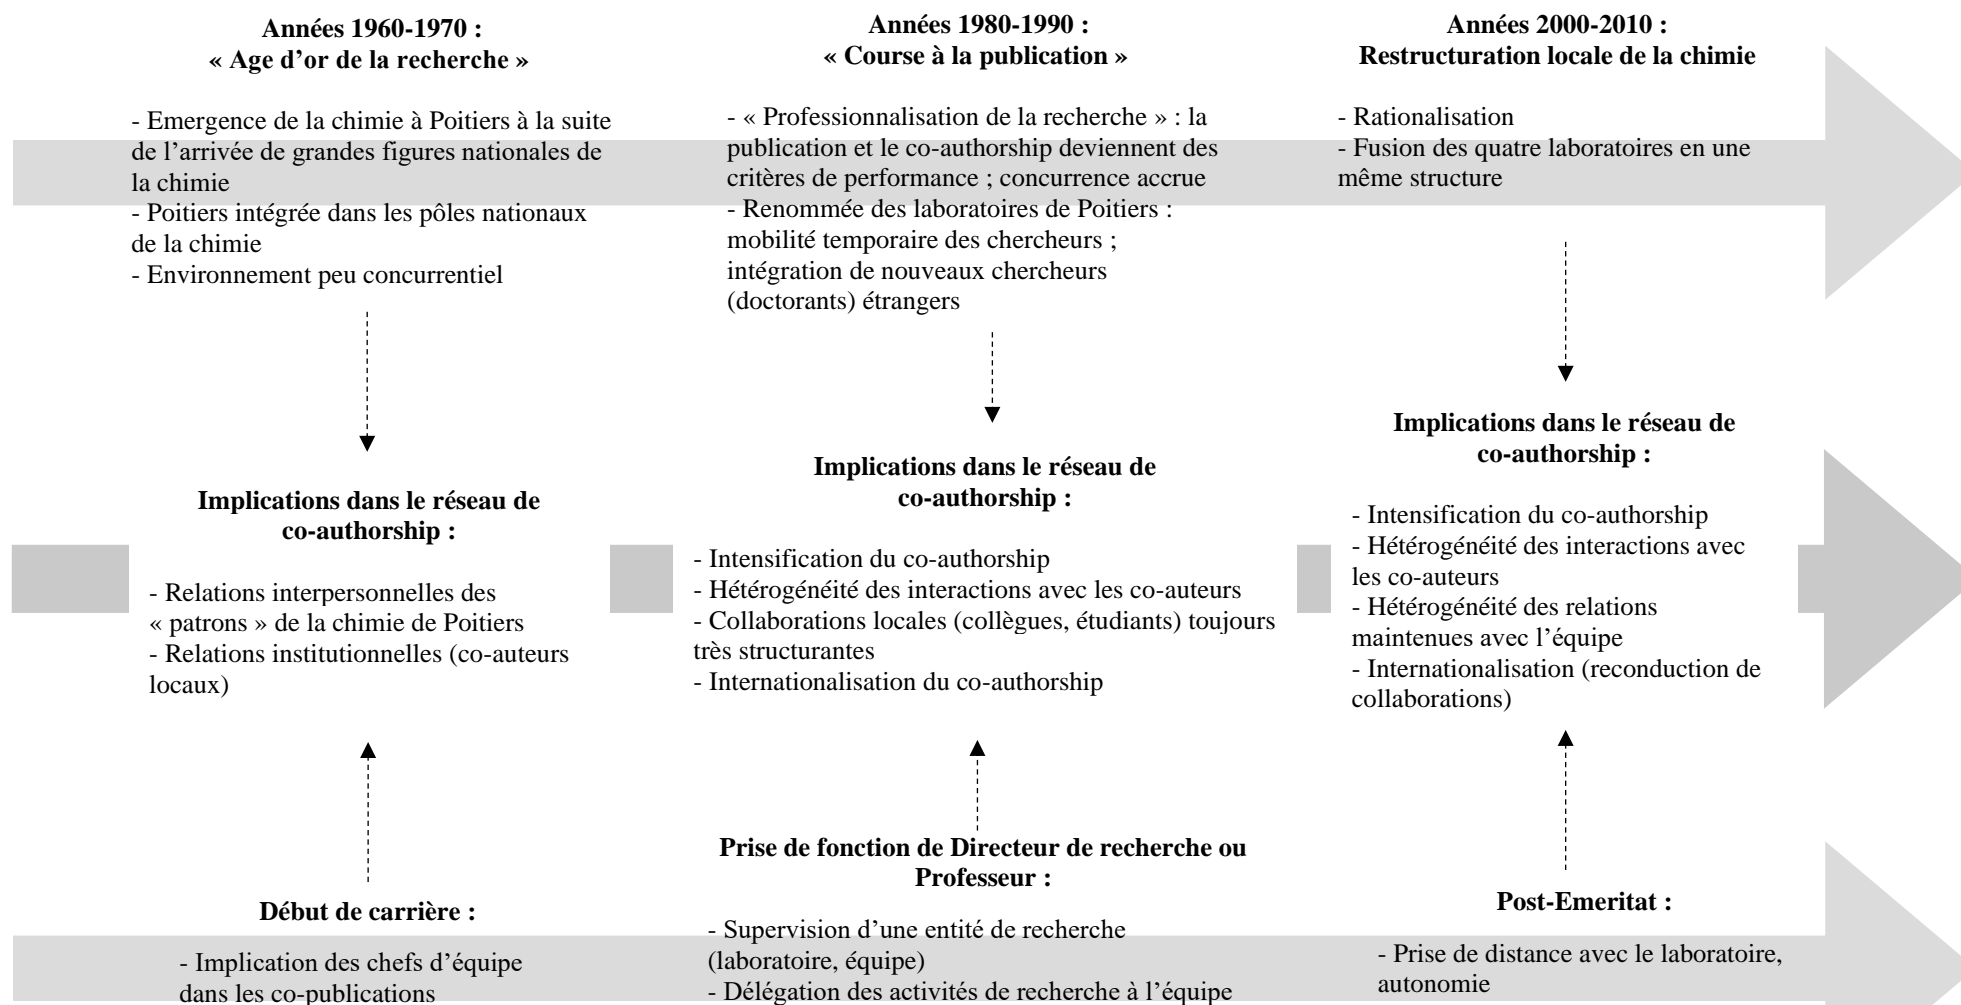 Années 1960-1970 :
« Age d’or de la recherche »
- Emergence de la chimie à Poitiers à la suite
de l’arrivée de grandes figures nationales de
la chimie
- Poitiers intégrée dans les pôles nationaux
de la chimie
- Environnement peu concurrentiel
Années 1980-1990 :
« Course à la publication »
- « Professionnalisation de la recherche » : la
publication et le co-authorship deviennent des
critères de performance ; concurrence accrue
- Renommée des laboratoires de Poitiers :
mobilité temporaire des chercheurs ;
intégration de nouveaux chercheurs
(doctorants) étrangers
Années 2000-2010 :
Restructuration locale de la chimie
- Rationalisation
- Fusion des quatre laboratoires en une
même structure
Implications dans le réseau de
co-authorship :
- Relations interpersonnelles des
« patrons » de la chimie de Poitiers
- Relations institutionnelles (co-auteurs
locaux)
Implications dans le réseau de
co-authorship :
- Intensification du co-authorship
- Hétérogénéité des interactions avec les co-auteurs
- Collaborations locales (collègues, étudiants) toujours
très structurantes
- Internationalisation du co-authorship
Implications dans le réseau de
co-authorship :
- Intensification du co-authorship
- Hétérogénéité des interactions avec
les co-auteurs
- Hétérogénéité des relations
maintenues avec l’équipe
- Internationalisation (reconduction de
collaborations)
Début de carrière :
- Implication des chefs d’équipe
dans les co-publications
Prise de fonction de Directeur de recherche ou
Professeur :
- Supervision d’une entité de recherche
(laboratoire, équipe)
- Délégation des activités de recherche à l’équipe
Post-Emeritat :
- Prise de distance avec le laboratoire,
autonomie